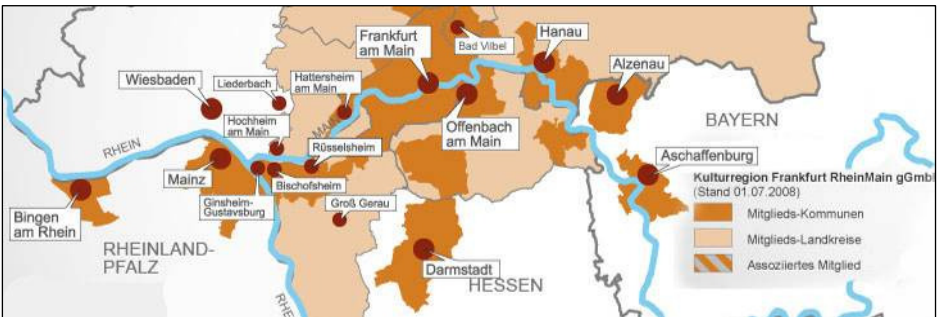 Frankfurt
am Main
Bad Vilbel
Hanau
Alzenau
Wiesbaden
Liederbach
Hattersheim
am Main
Hochheim
am Main
MAIN
BAYERN
RHEIN
Offenbach
am Main
Rüsselsheim
Aschaffenburg
Mainz
Bischofsheim
Ginsheim-
Gustavsburg
Groß Gerau
Bingen
am Rhein
RHEINLAND-
PFALZ
Darmstadt
HESSEN
RHE
Kulturregion Frankfurt RheinMain gGmbH
(Stand 01.07.2008)
Mitglieds-Kommunen
Mitglieds-Landkreise
Assoziiertes Mitglied